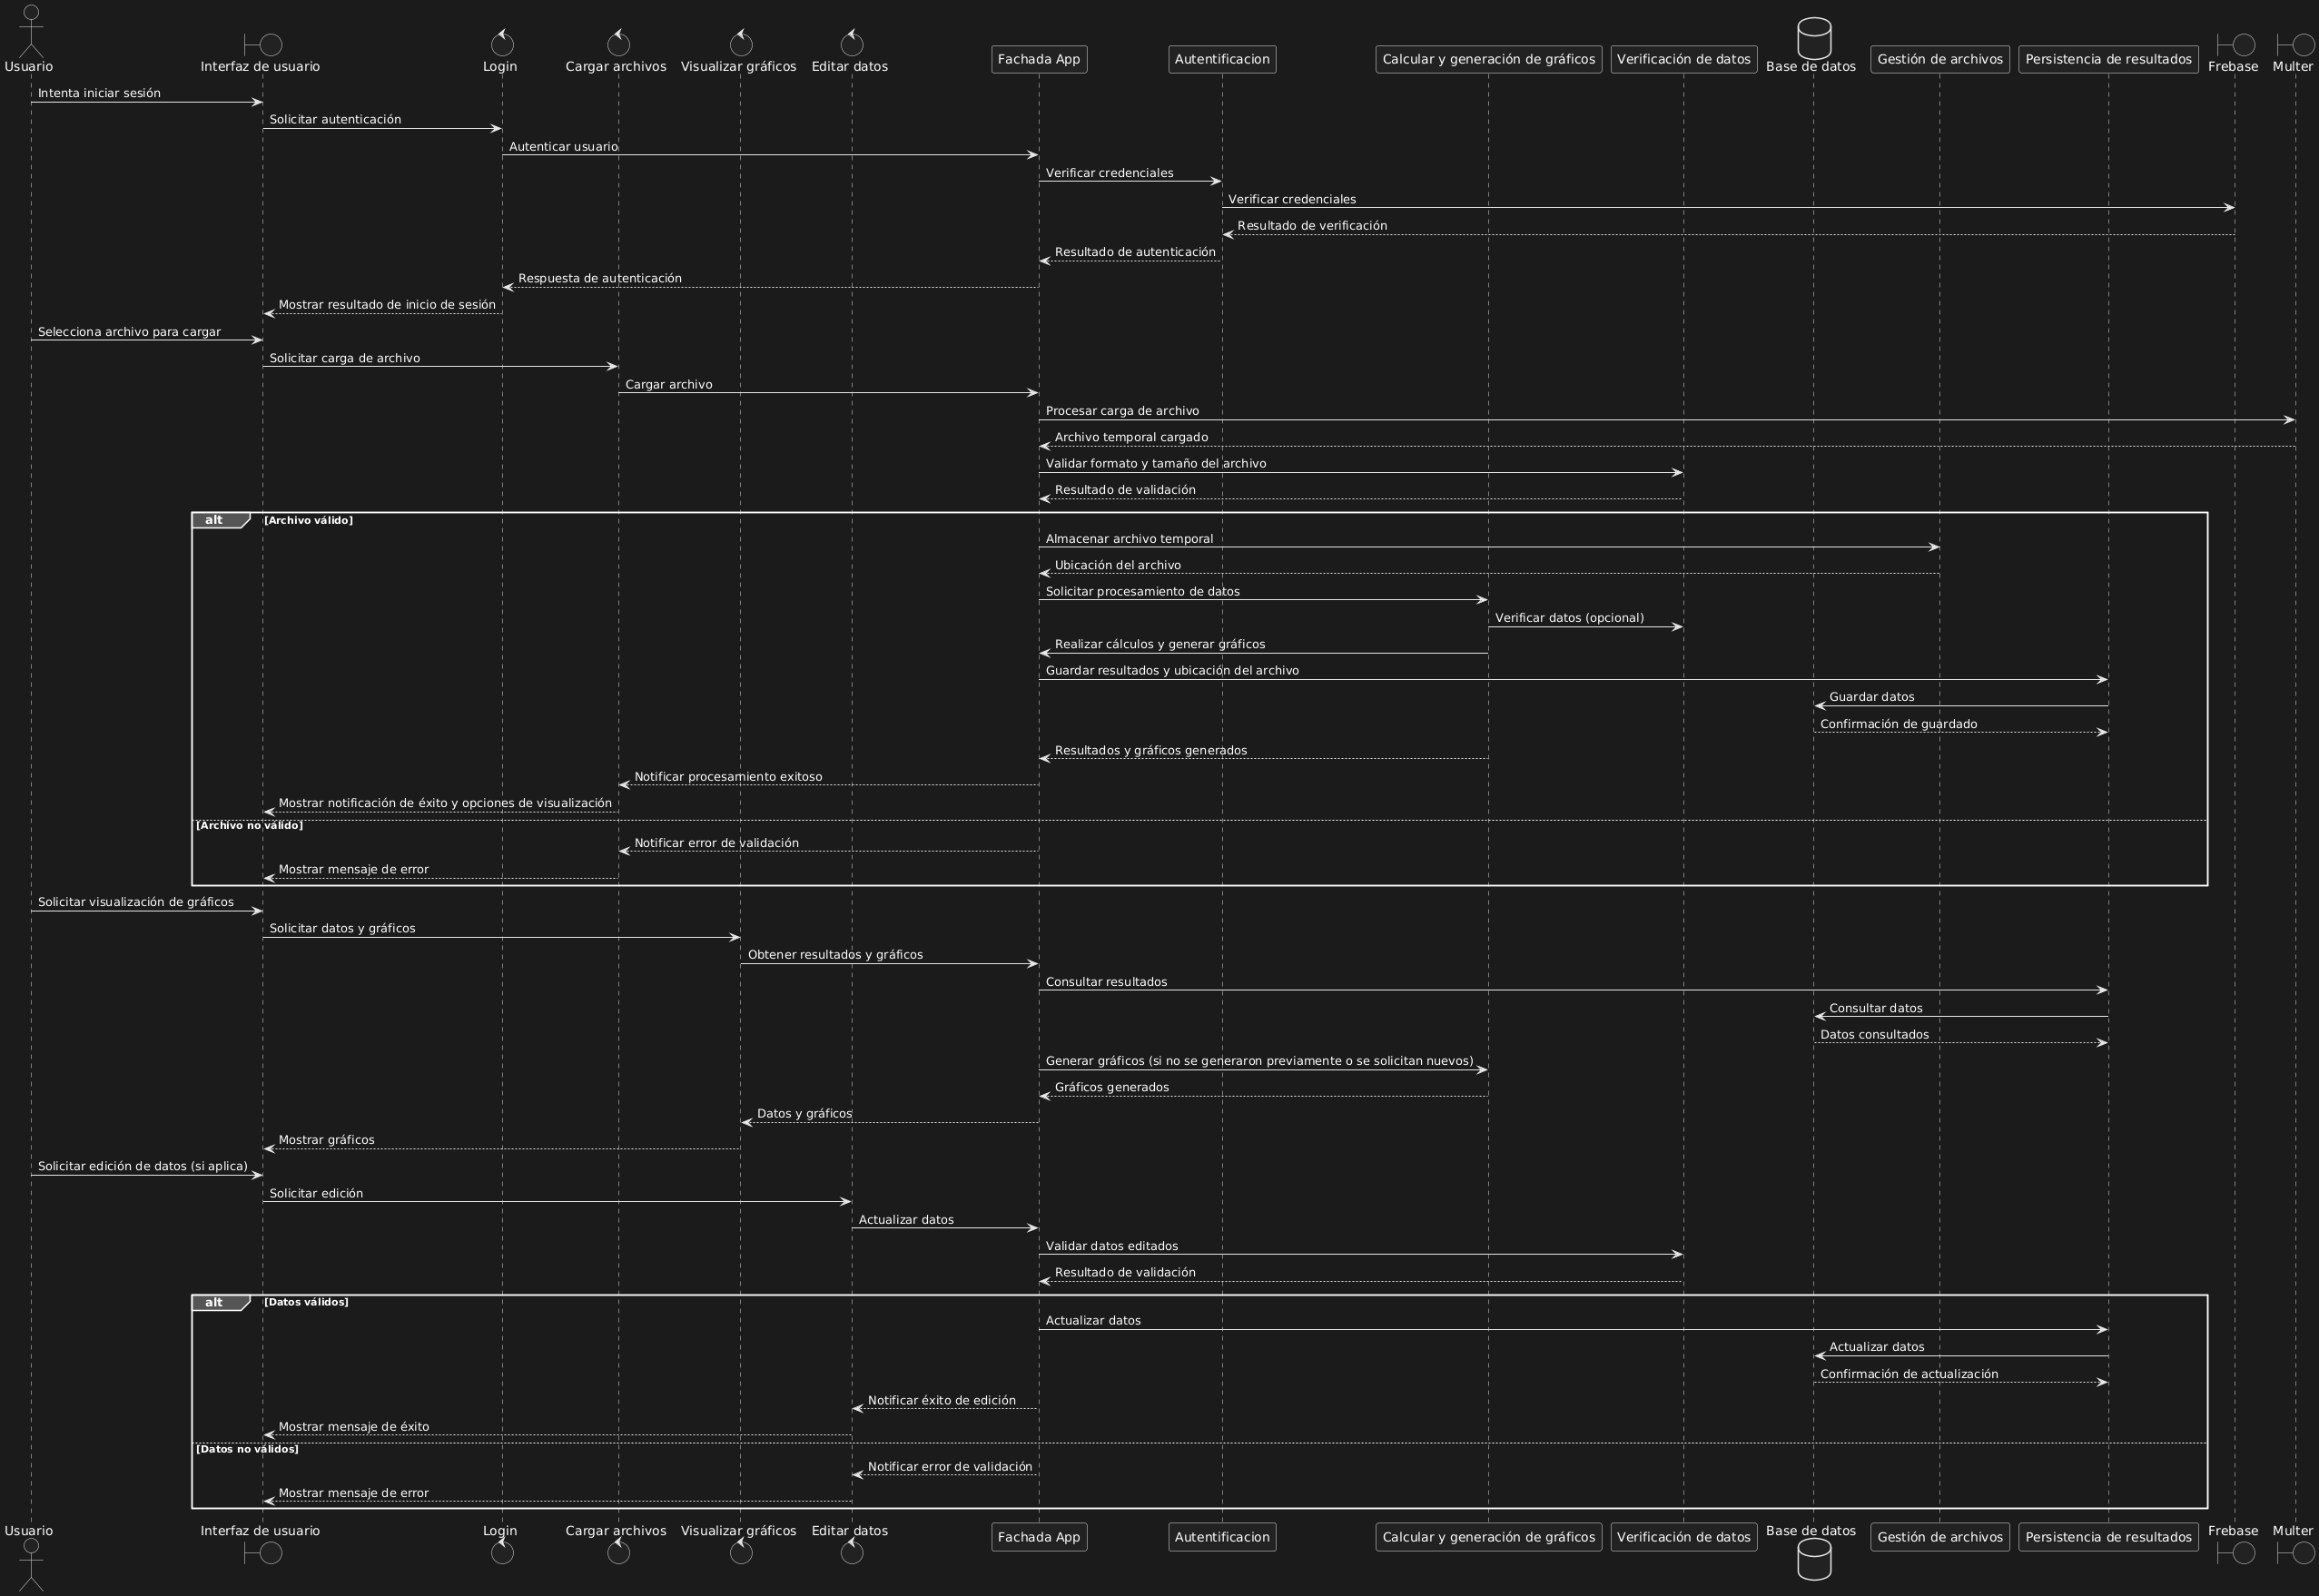 Usuario
Interfaz de usuario
Login
Cargar archivos
Visualizar gráficos
Editar datos
Fachada App
Autentificacion
Calcular y generación de gráficos
Verificación de datos
Base de datos
Gestión de archivos
Persistencia de resultados
Frebase
Multer
Intenta iniciar sesión
Solicitar autenticación
Autenticar usuario
Verificar credenciales
Verificar credenciales
Resultado de verificación
Resultado de autenticación
Respuesta de autenticación
Mostrar resultado de inicio de sesión
Selecciona archivo para cargar
Solicitar carga de archivo
Cargar archivo
Procesar carga de archivo
Archivo temporal cargado
Validar formato y tamaño del archivo
Resultado de validación
alt [Archivo válido]
Almacenar archivo temporal
Ubicación del archivo
Solicitar procesamiento de datos
Verificar datos (opcional)
Realizar cálculos y generar gráficos
Guardar resultados y ubicación del archivo
Guardar datos
Confirmación de guardado
Resultados y gráficos generados
Notificar procesamiento exitoso
Mostrar notificación de éxito y opciones de visualización
[Archivo no válido]
Notificar error de validación
Mostrar mensaje de error
Solicitar visualización de gráficos
Solicitar datos y gráficos
Obtener resultados y gráficos
Consultar resultados
Consultar datos
Datos consultados
Generar gráficos (si no se generaron previamente o se solicitan nuevos)
Gráficos generados
Datos y gráficos
Mostrar gráficos
Solicitar edición de datos (si aplica)
Solicitar edición
Actualizar datos
Validar datos editados
Resultado de validación
alt [Datos válidos]
Actualizar datos
Actualizar datos
Confirmación de actualización
Notificar éxito de edición
Mostrar mensaje de éxito
[Datos no válidos]
Notificar error de validación
Mostrar mensaje de error
Usuario
Interfaz de usuario
Login
Cargar archivos
Visualizar gráficos
Editar datos
Fachada App
Autentificacion
Calcular y generación de gráficos
Verificación de datos
Base de datos
Gestión de archivos
Persistencia de resultados
Frebase
Multer